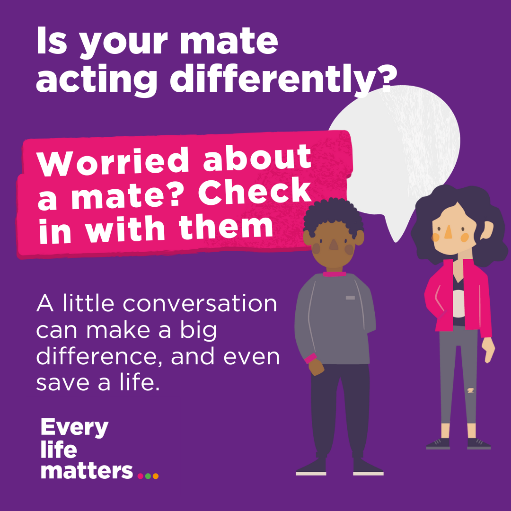 Is your mate
acting differently?
Worried about
a mate? Check
in with them
A little conversation
can make a big
difference, and even
save a life.
Every
life
matters...